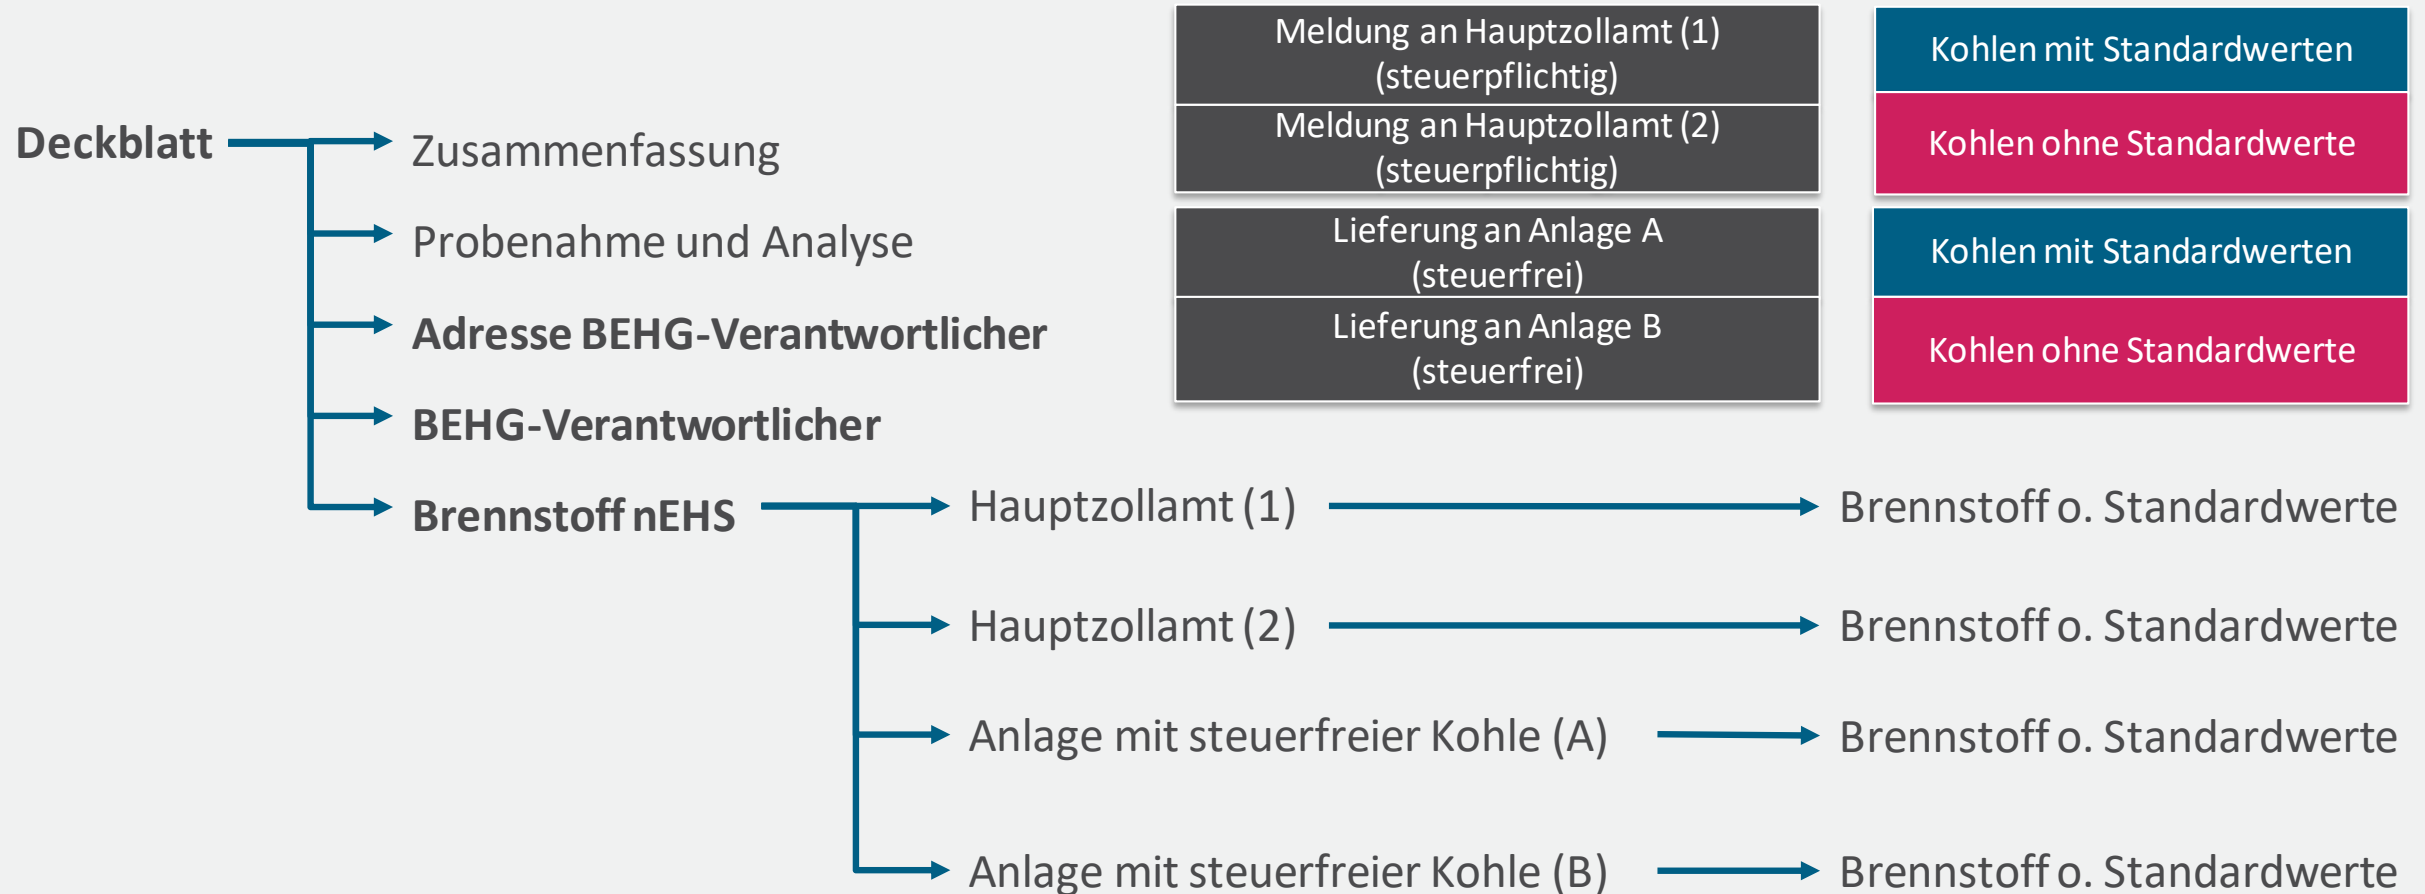 Meldung an Hauptzollamt (1)
(steuerpflichtig)
Meldung an Hauptzollamt (2)
(steuerpflichtig)
Kohlen mit Standardwerten
Kohlen ohne Standardwerte
Lieferung an Anlage A
(steuerfrei)
Lieferung an Anlage B
(steuerfrei)
Kohlen mit Standardwerten
Kohlen ohne Standardwerte
Deckblatt
Zusammenfassung
Probenahme und Analyse
Adresse BEHG-Verantwortlicher
BEHG-Verantwortlicher
Brennstoff nEHS
Hauptzollamt (1)
Brennstoff o. Standardwerte
Hauptzollamt (2)
Brennstoff o. Standardwerte
Anlage mit steuerfreier Kohle (A)
Brennstoff o. Standardwerte
Anlage mit steuerfreier Kohle (B)
Brennstoff o. Standardwerte